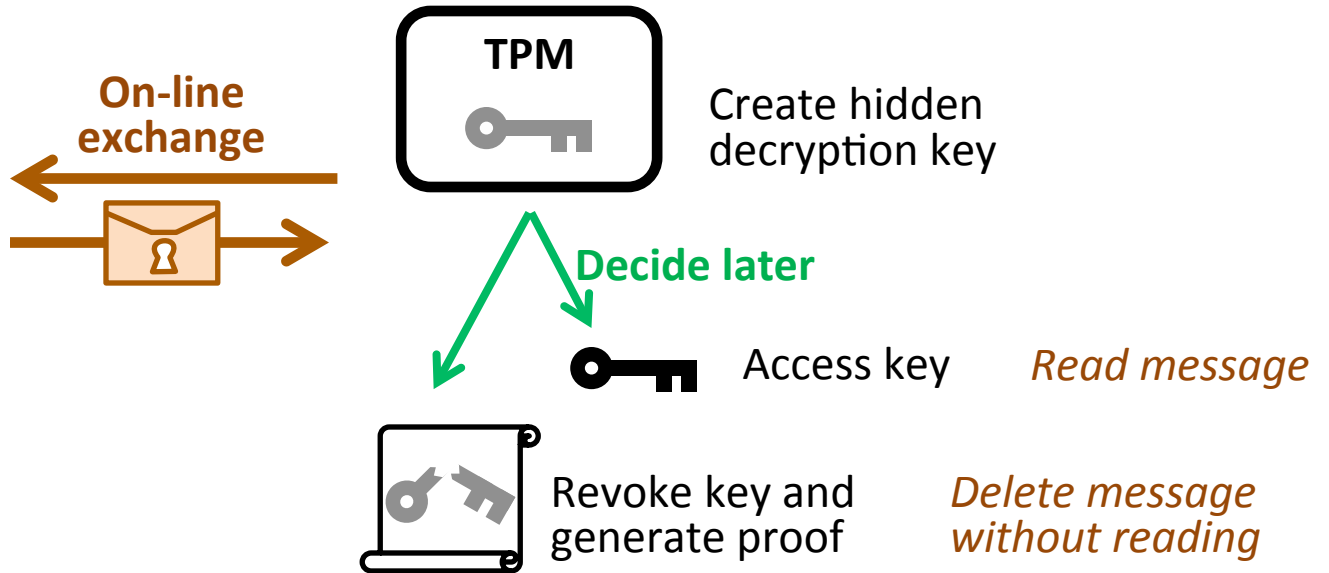 TPM
On-line
exchange
Create hidden
decryption key
Decide later
Access key
Read message
Revoke key and
generate proof
Delete message
without reading